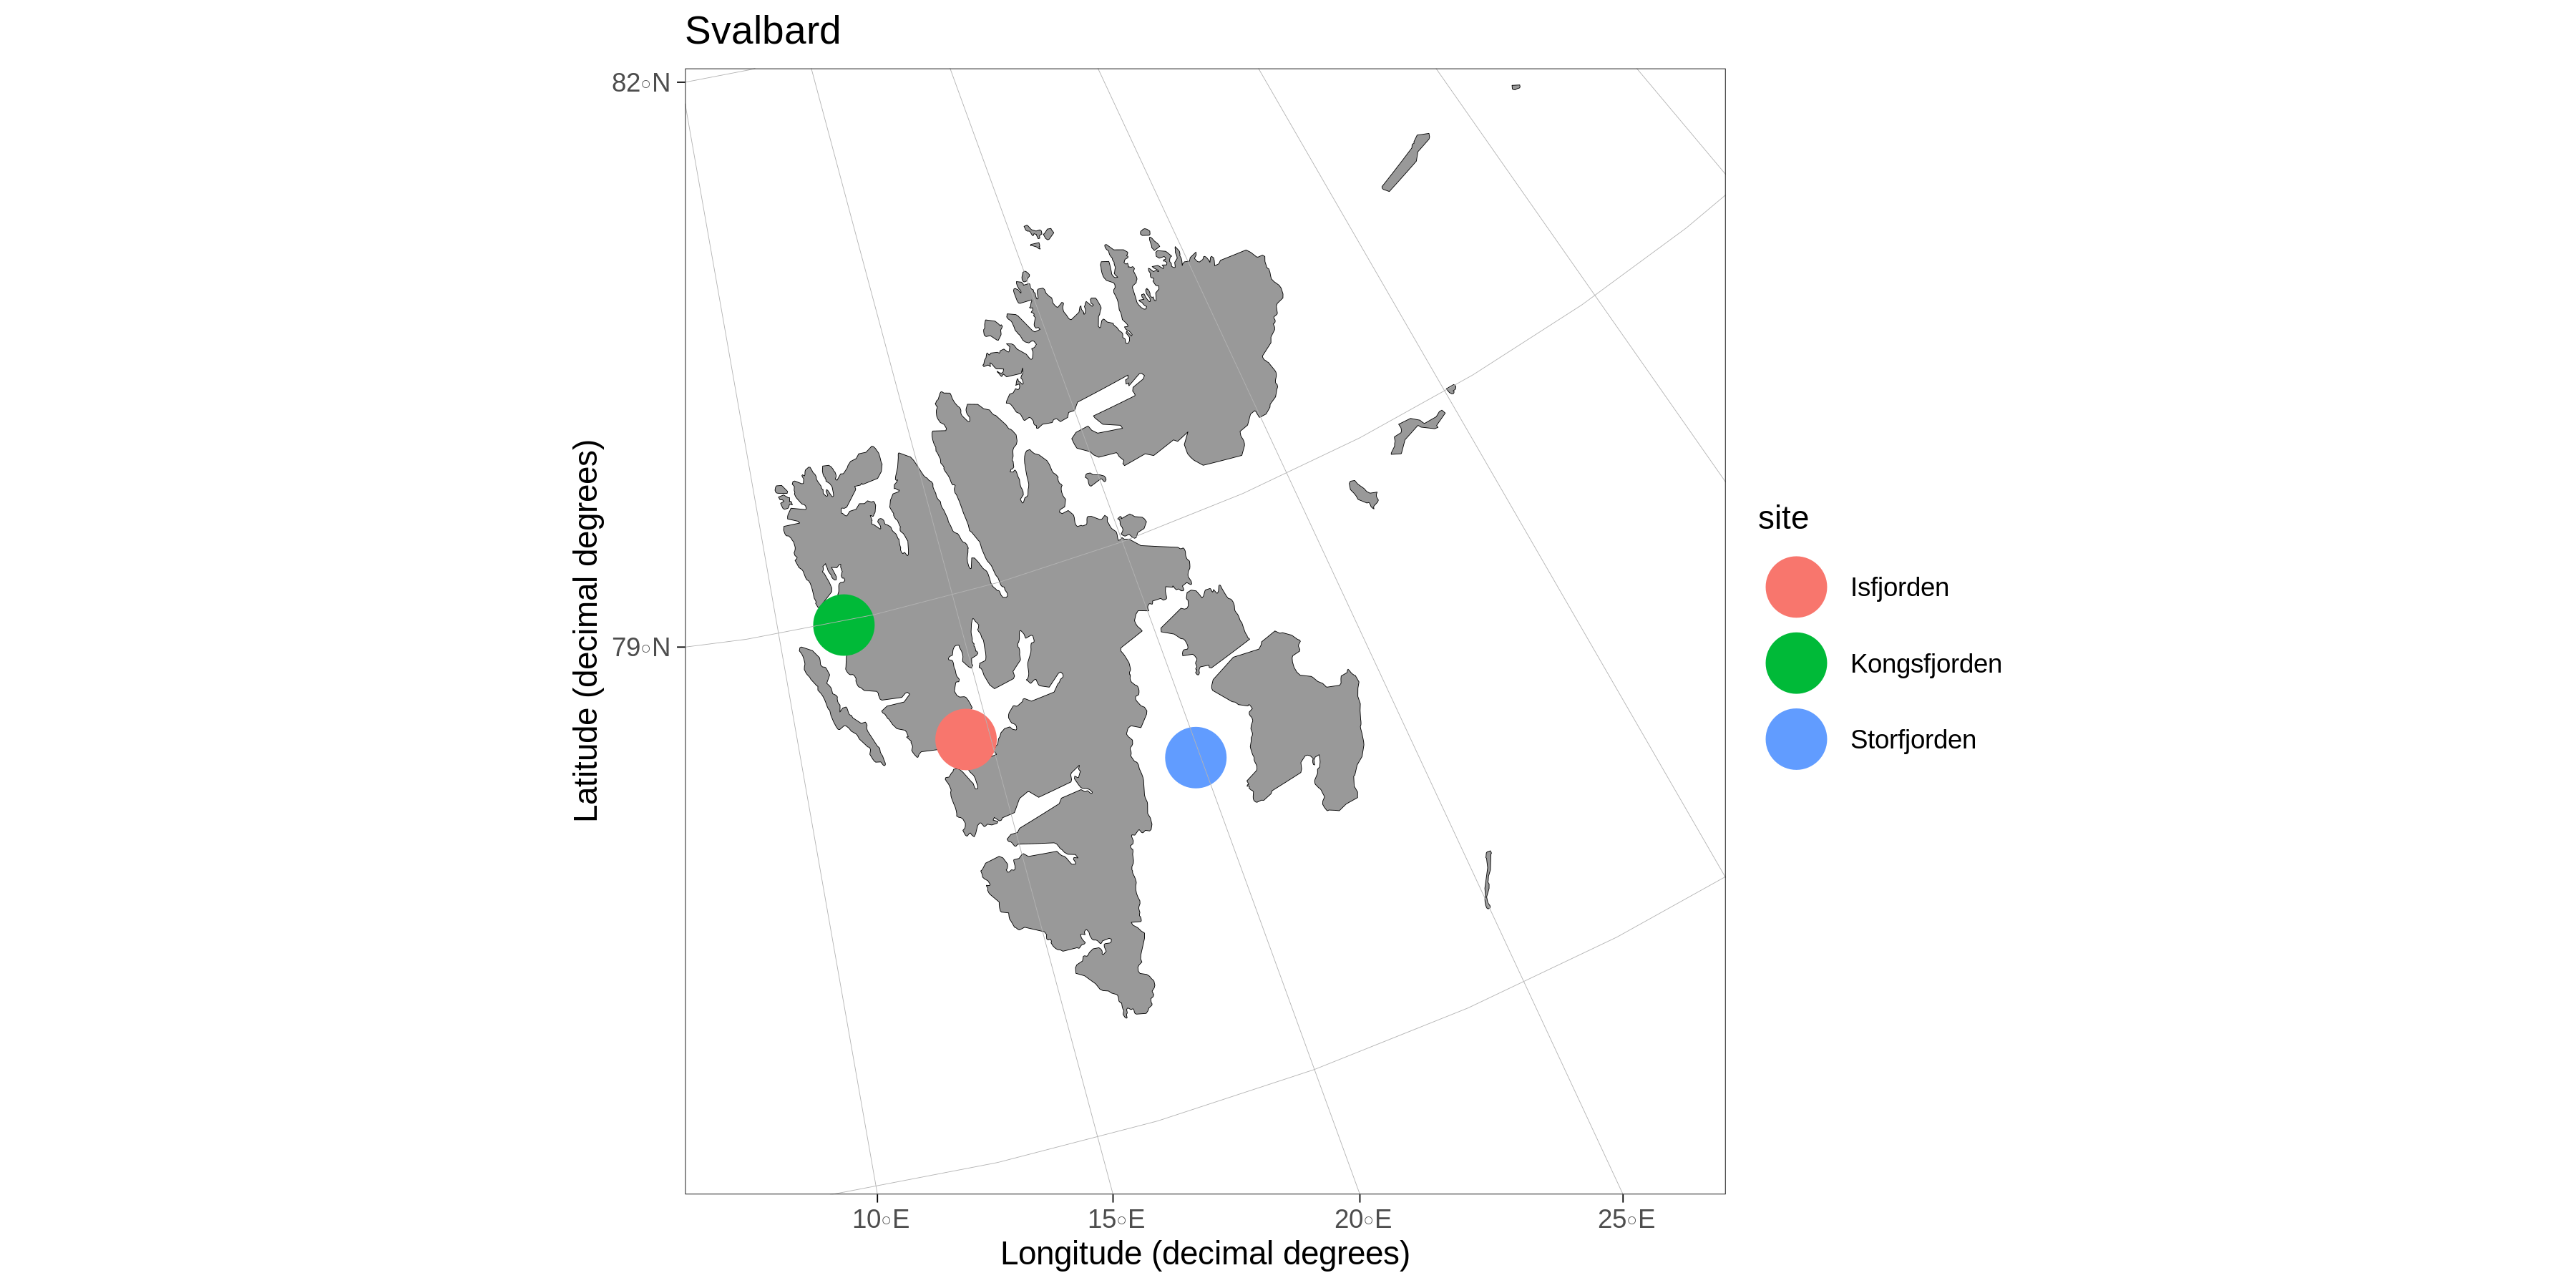 Svalbard
82◦N
79◦N
Latitude (decimal degrees)
10◦E
15◦E
20◦E
25◦E
Longitude (decimal degrees)
site
Isfjorden
Kongsfjorden
Storfjorden